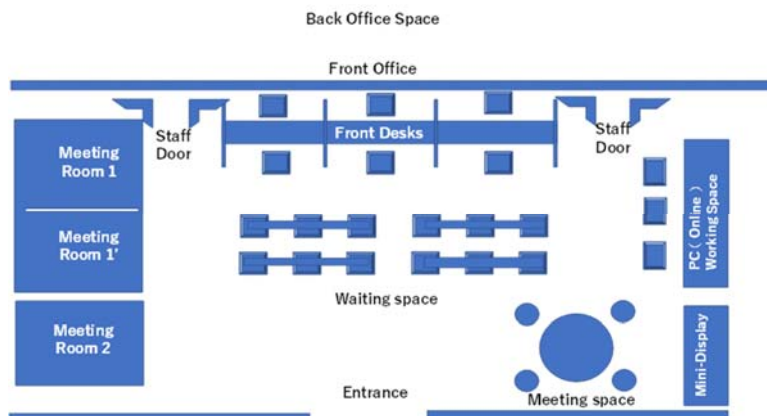 Back Office Space
Front Office
Staff
Door
Front Desks
Staff
Door
Meeting
Room 1
Meeting
Room 1'
PC( Online)
Working Space
Waiting space
Meeting
Room 2
Mini-Display
Entrance
Meeting space